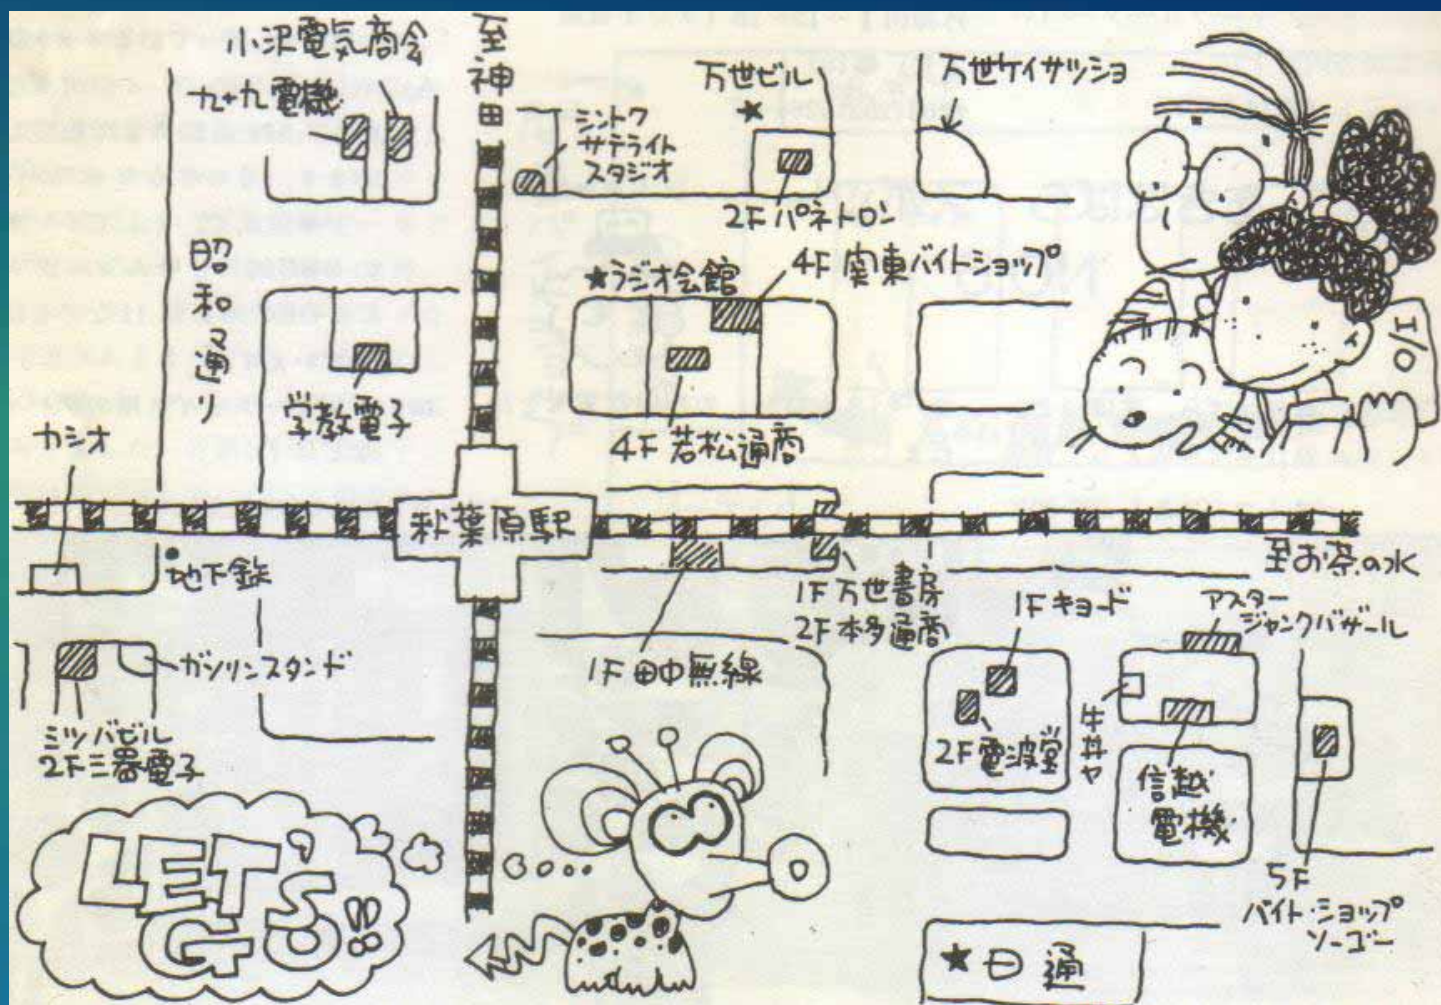 小沢電気商会
九十九電機
至神田
シントク
サテライト
スタジオ
万世ビル
★
万世ケイサッショ
2F パネトロン
昭和通り
★ラジオ会館
4F 関東バイトショップ
I/O
学教電子
4F 若松通商
カシオ
秋葉原駅
地下鉄
至お茶の水
1F 万世書房
2F 本多通商
1F キョード
アスター
ジャンクバザール
ガソリンスタンド
1F 田中無線
牛丼ヤ
2F 電波堂
信越
電機
ミツバビル
2F 三器電子
5F
バイト・ショップ
ソーゴー
LET'S
GO!!
★日通